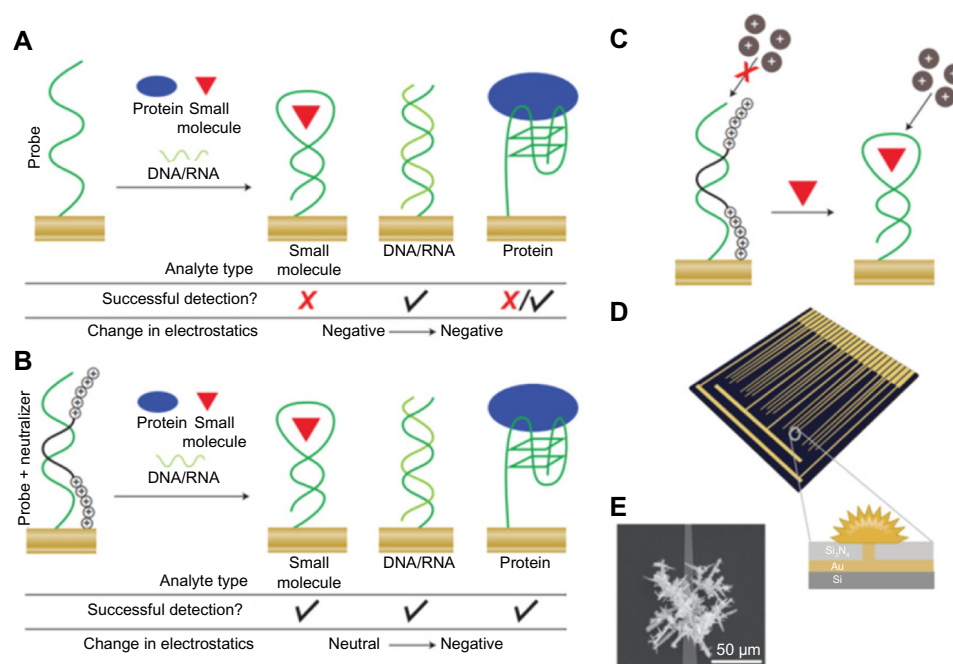 A
Probe
Protein Small
molecule
DNA/RNA
Small
molecule
DNA/RNA
Protein
Analyte type
Successful detection?
X
✓
X/✓
Change in electrostatics
Negative → Negative
B
Probe + neutralizer
Protein Small
molecule
DNA/RNA
Small
molecule
DNA/RNA
Protein
Analyte type
Successful detection?
✓
✓
✓
Change in electrostatics
Neutral → Negative
C
D
Si₃N₄
Au
Si
E
50 µm